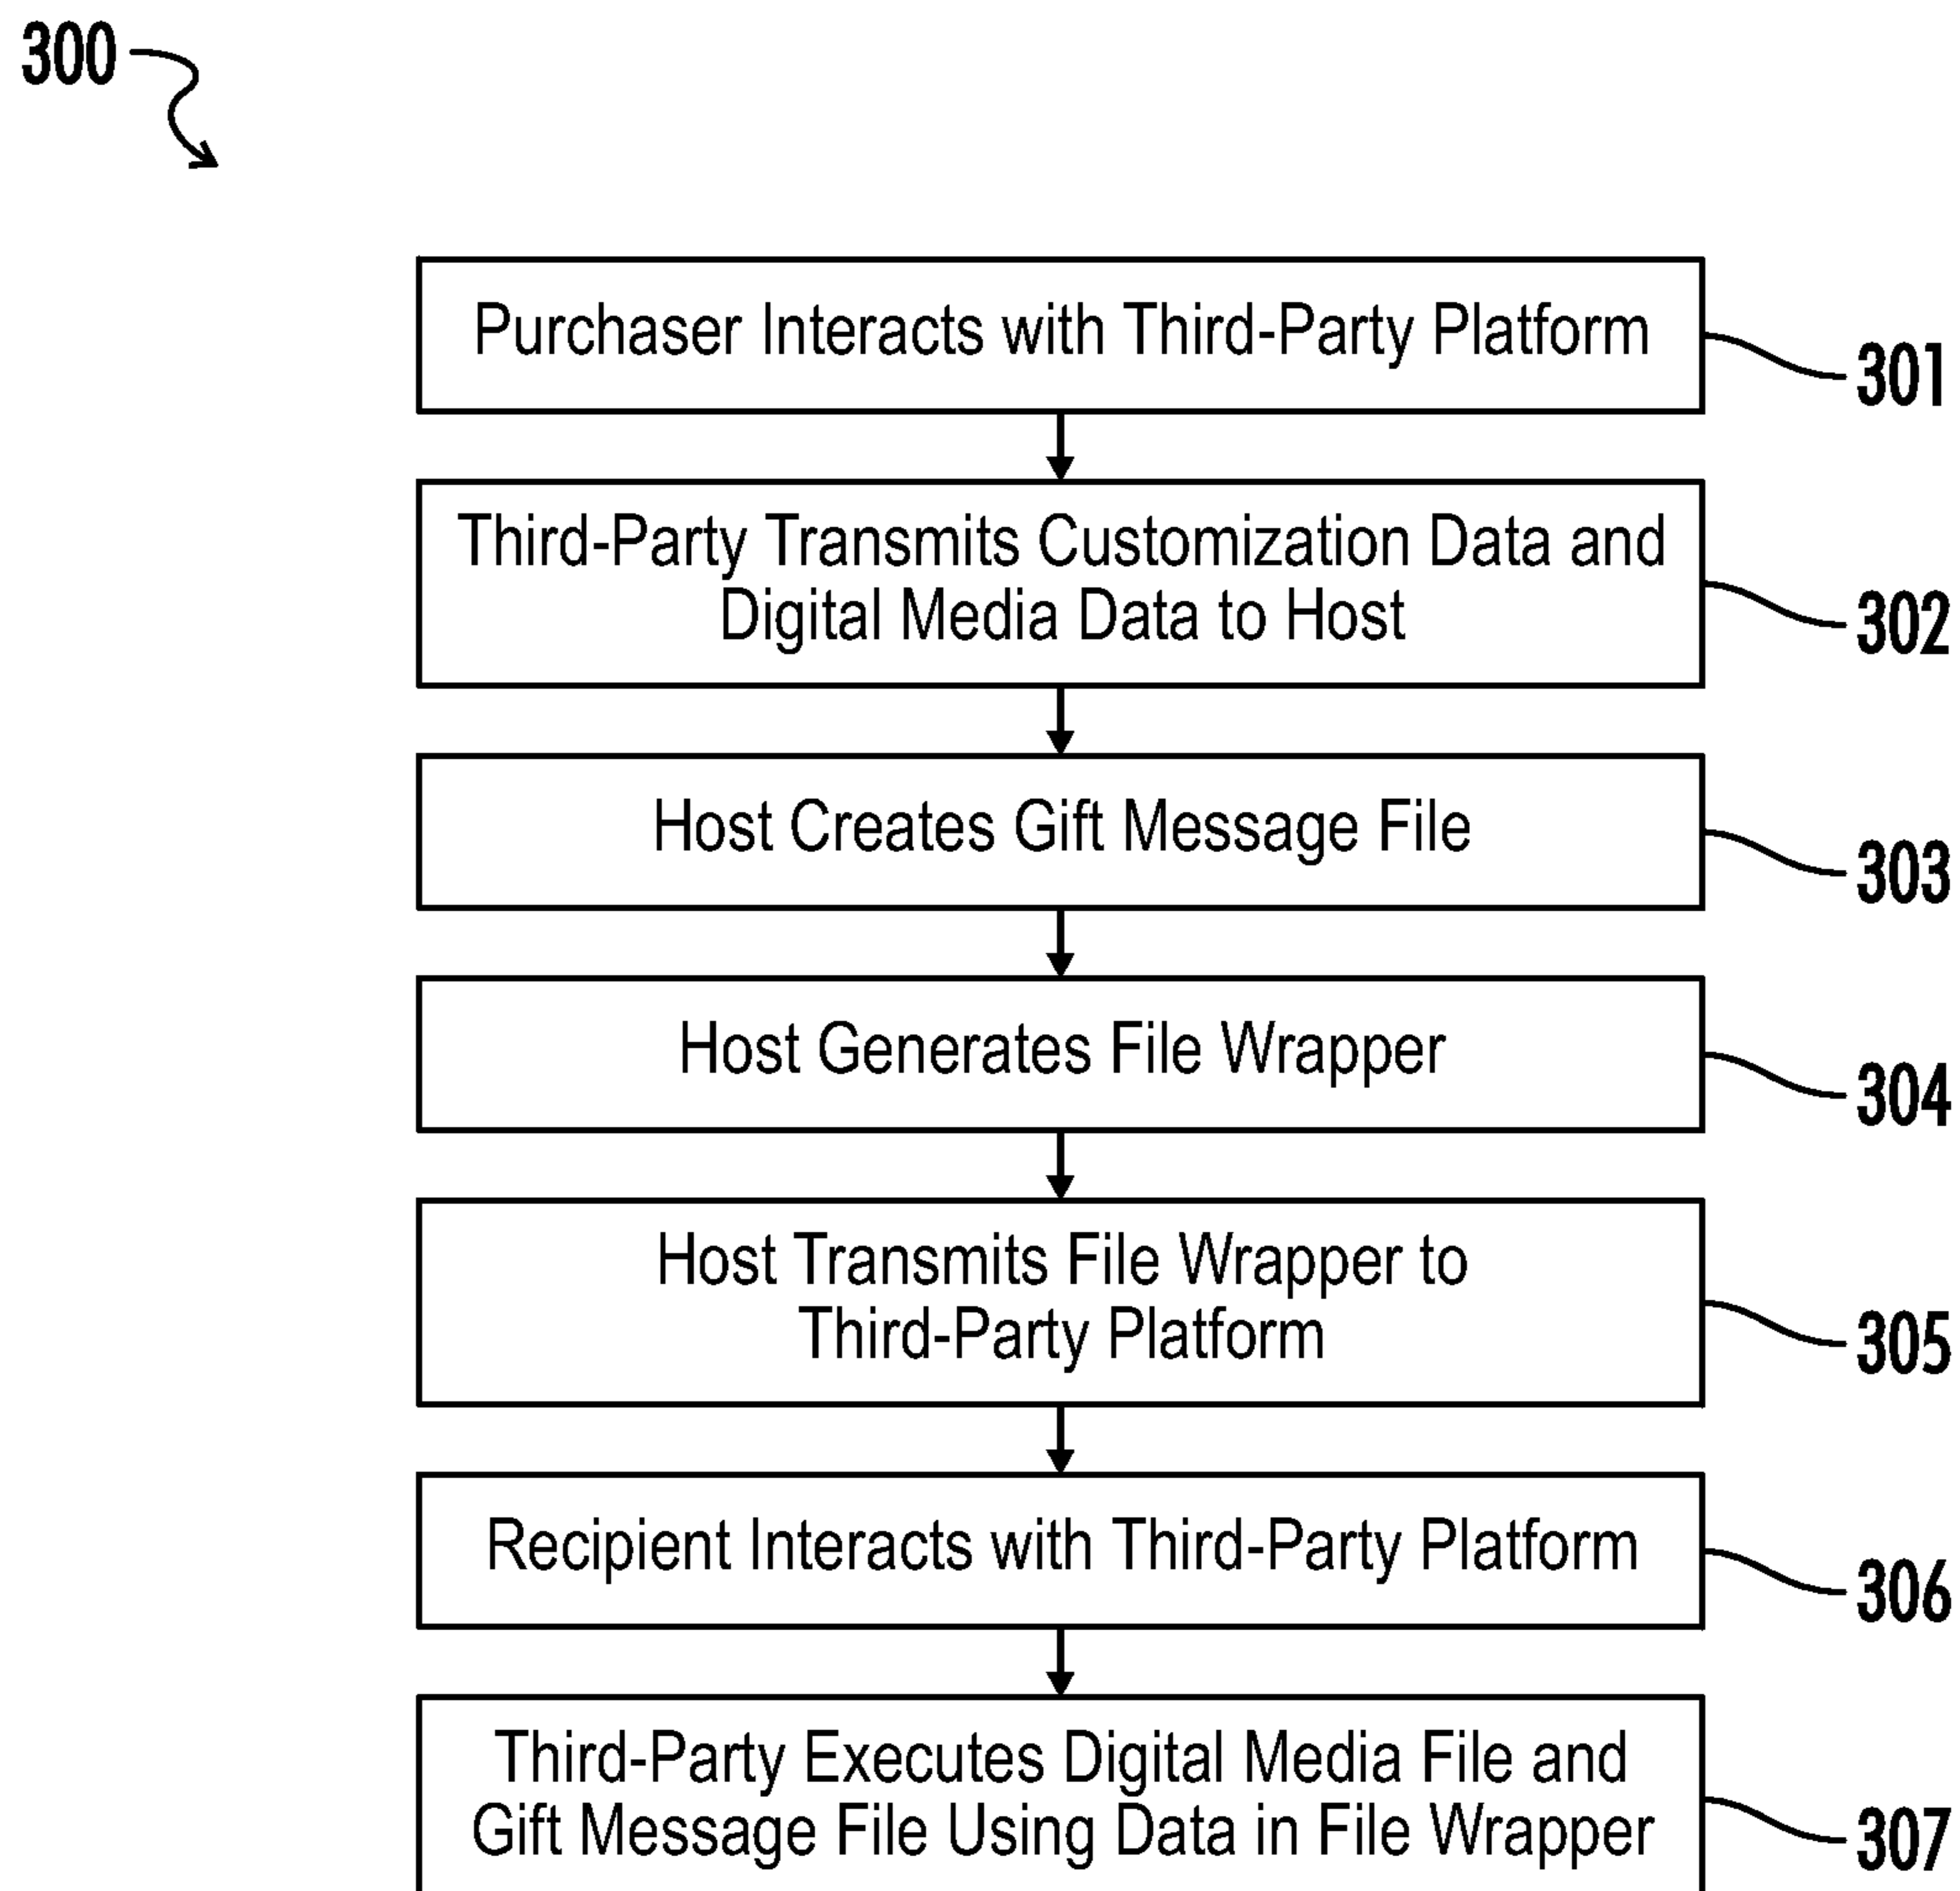 300
Purchaser Interacts with Third-Party Platform
301
Third-Party Transmits Customization Data and
Digital Media Data to Host
302
Host Creates Gift Message File
303
Host Generates File Wrapper
304
Host Transmits File Wrapper to
Third-Party Platform
305
Recipient Interacts with Third-Party Platform
306
Third-Party Executes Digital Media File and
Gift Message File Using Data in File Wrapper
307